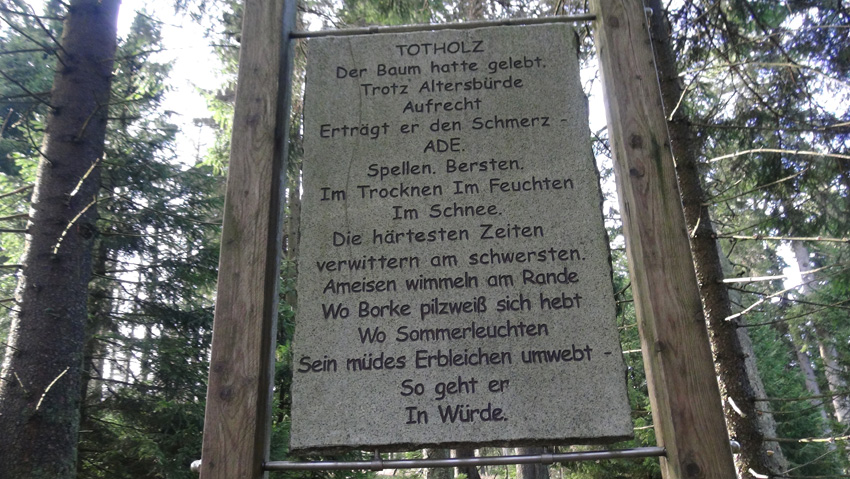 TOTHOLZ
Der Baum hatte gelebt.
Trotz Altersbürde
Aufrecht
Erträgt er den Schmerz -
ADE.
Spellen. Bersten.
Im Trocknen Im Feuchten
Im Schnee.
Die härtesten Zeiten
verwittern am schwersten.
Ameisen wimmeln am Rande
Wo Borke pilzweiß sich hebt
Wo Sommerleuchten
Sein müdes Erbleichen umwebt -
So geht er
In Würde.